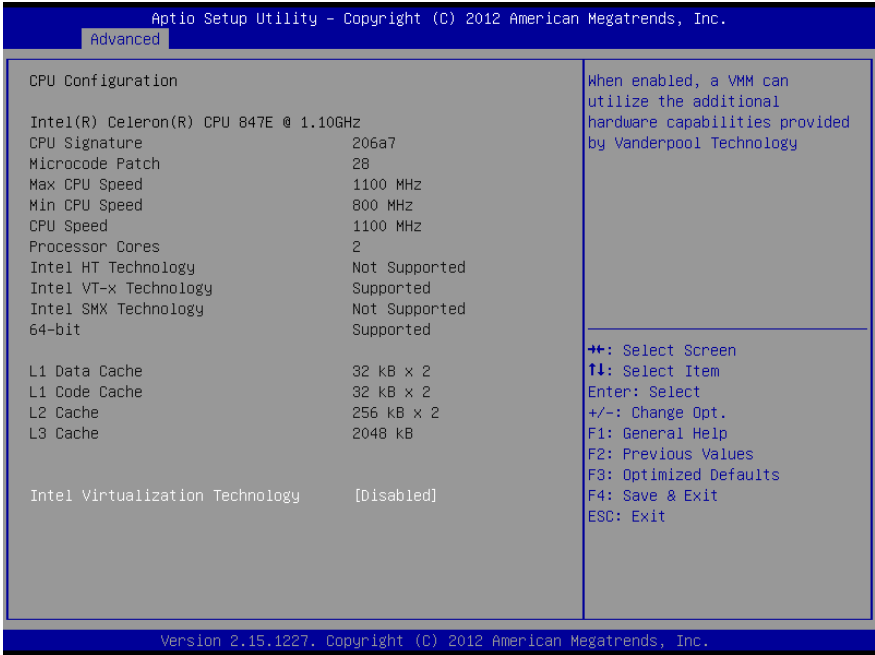 Aptio Setup Utility – Copyright (C) 2012 American Megatrends, Inc.
Advanced
CPU Configuration
Intel(R) Celeron(R) CPU 847E @ 1.10GHz
CPU Signature 206a7
Microcode Patch 28
Max CPU Speed 1100 MHz
Min CPU Speed 800 MHz
CPU Speed 1100 MHz
Processor Cores 2
Intel HT Technology Not Supported
Intel VT-x Technology Supported
Intel SMX Technology Not Supported
64-bit Supported
L1 Data Cache 32 kB x 2
L1 Code Cache 32 kB x 2
L2 Cache 256 kB x 2
L3 Cache 2048 kB
Intel Virtualization Technology [Disabled]
When enabled, a VMM can
utilize the additional
hardware capabilities provided
by Vanderpool Technology
→←: Select Screen
↑↓: Select Item
Enter: Select
+/-: Change Opt.
F1: General Help
F2: Previous Values
F3: Optimized Defaults
F4: Save & Exit
ESC: Exit
Version 2.15.1227. Copyright (C) 2012 American Megatrends, Inc.